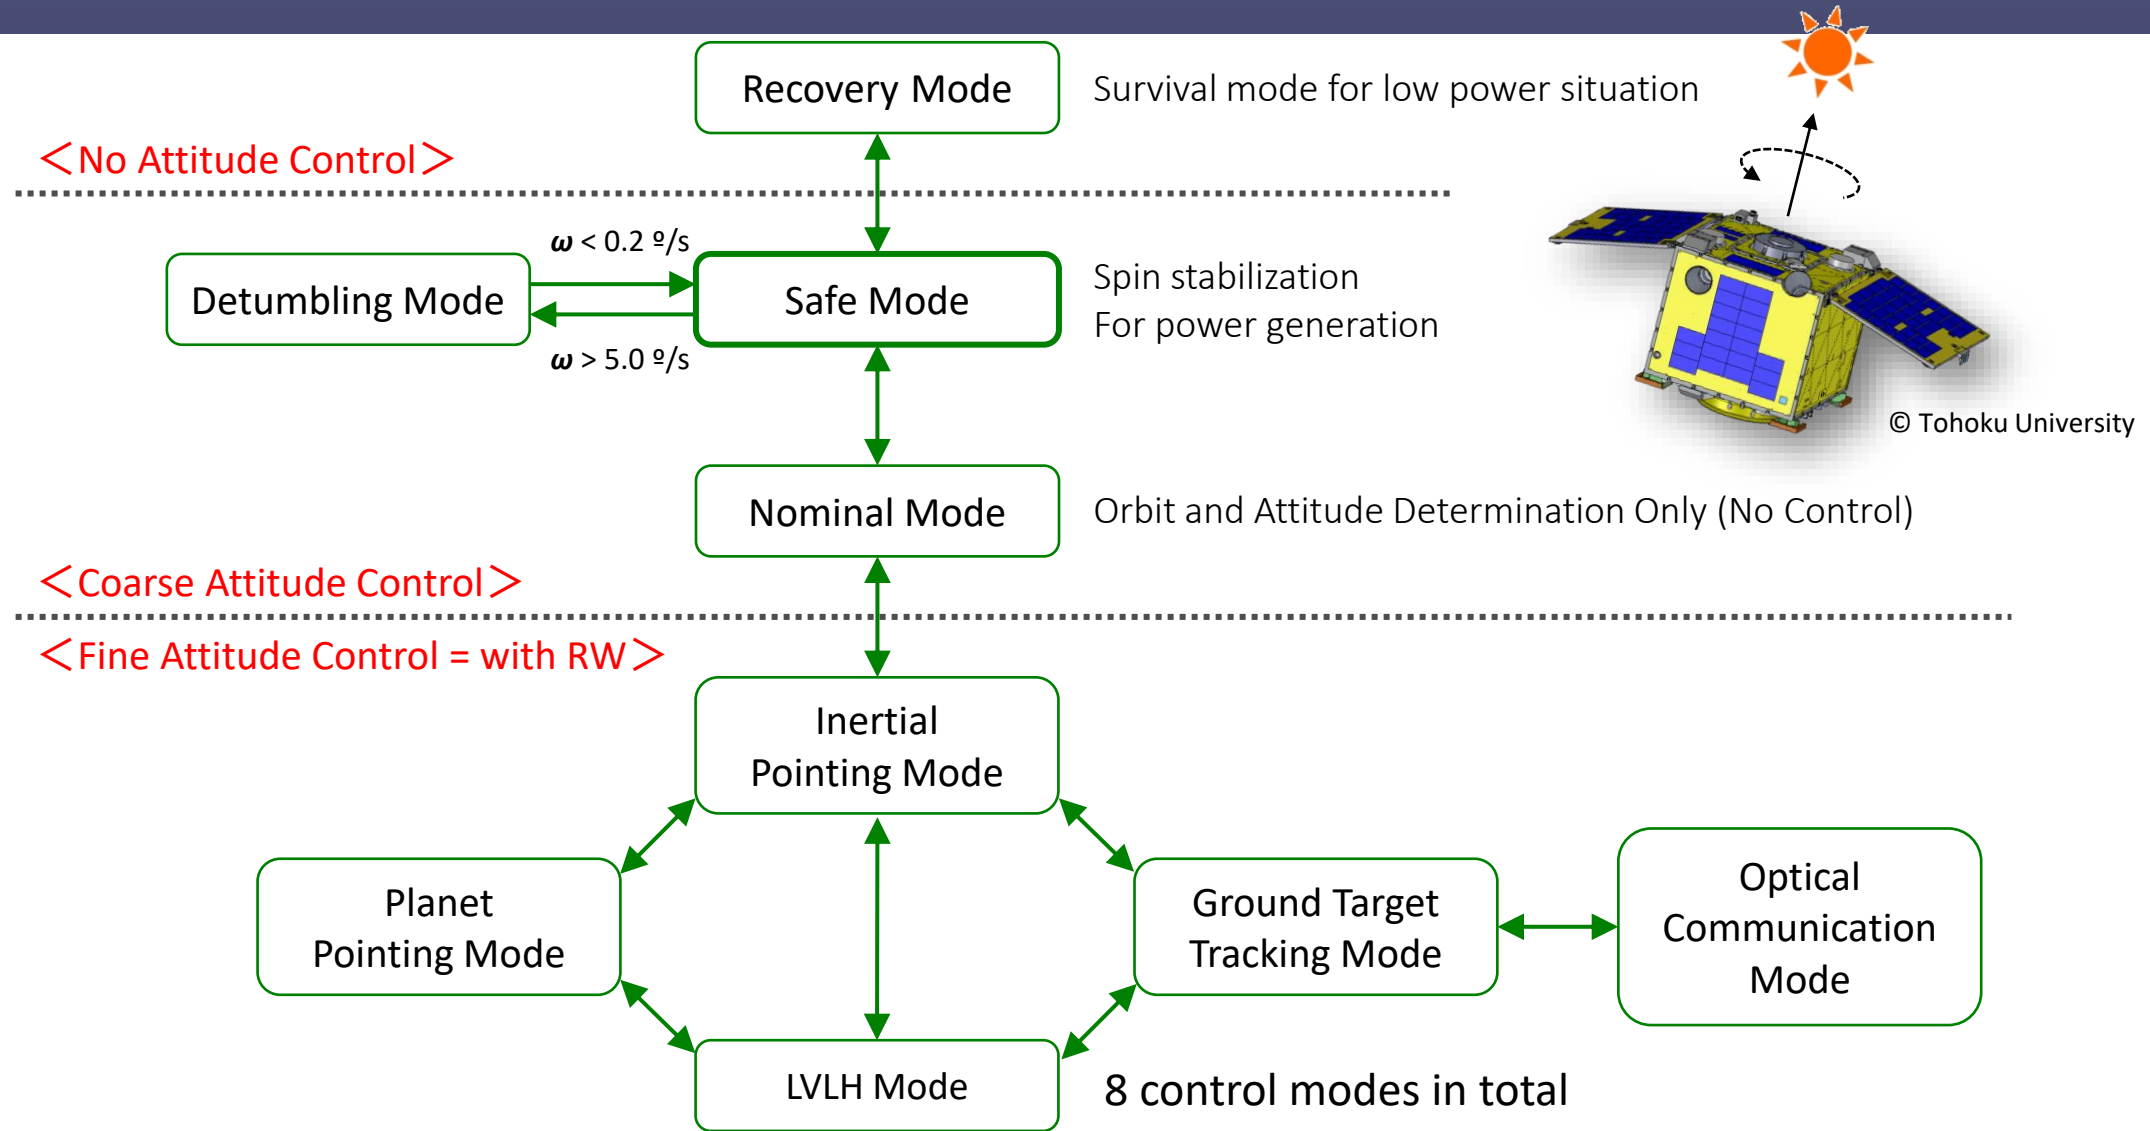 Recovery Mode
Survival mode for low power situation
＜No Attitude Control＞
ω < 0.2 º/s
Detumbling Mode
Safe Mode
Spin stabilization
For power generation
ω > 5.0 º/s
© Tohoku University
Nominal Mode
Orbit and Attitude Determination Only (No Control)
＜Coarse Attitude Control＞
＜Fine Attitude Control = with RW＞
Inertial
Pointing Mode
Planet
Pointing Mode
Ground Target
Tracking Mode
Optical
Communication
Mode
LVLH Mode
8 control modes in total